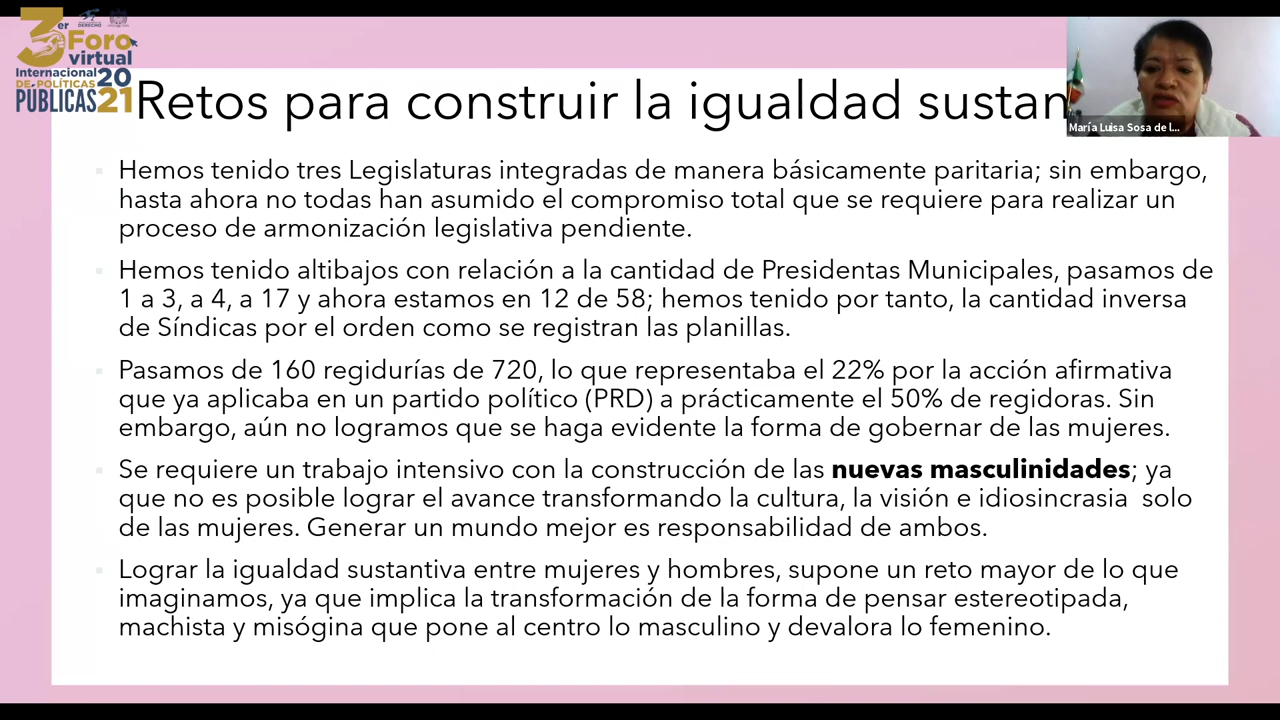 3er Foro
virtual
Internacional 20
DE POLÍTICAS
PÚBLICAS 21
DERECHO
Retos para construir la igualdad sustan
María Luisa Sosa de l...
Hemos tenido tres Legislaturas integradas de manera básicamente paritaria; sin embargo,
hasta ahora no todas han asumido el compromiso total que se requiere para realizar un
proceso de armonización legislativa pendiente.
Hemos tenido altibajos con relación a la cantidad de Presidentas Municipales, pasamos de
1 a 3, a 4, a 17 y ahora estamos en 12 de 58; hemos tenido por tanto, la cantidad inversa
de Síndicas por el orden como se registran las planillas.
Pasamos de 160 regidurías de 720, lo que representaba el 22% por la acción afirmativa
que ya aplicaba en un partido político (PRD) a prácticamente el 50% de regidoras. Sin
embargo, aún no logramos que se haga evidente la forma de gobernar de las mujeres.
Se requiere un trabajo intensivo con la construcción de las nuevas masculinidades; ya
que no es posible lograr el avance transformando la cultura, la visión e idiosincrasia  solo
de las mujeres. Generar un mundo mejor es responsabilidad de ambos.
Lograr la igualdad sustantiva entre mujeres y hombres, supone un reto mayor de lo que
imaginamos, ya que implica la transformación de la forma de pensar estereotipada,
machista y misógina que pone al centro lo masculino y devalora lo femenino.